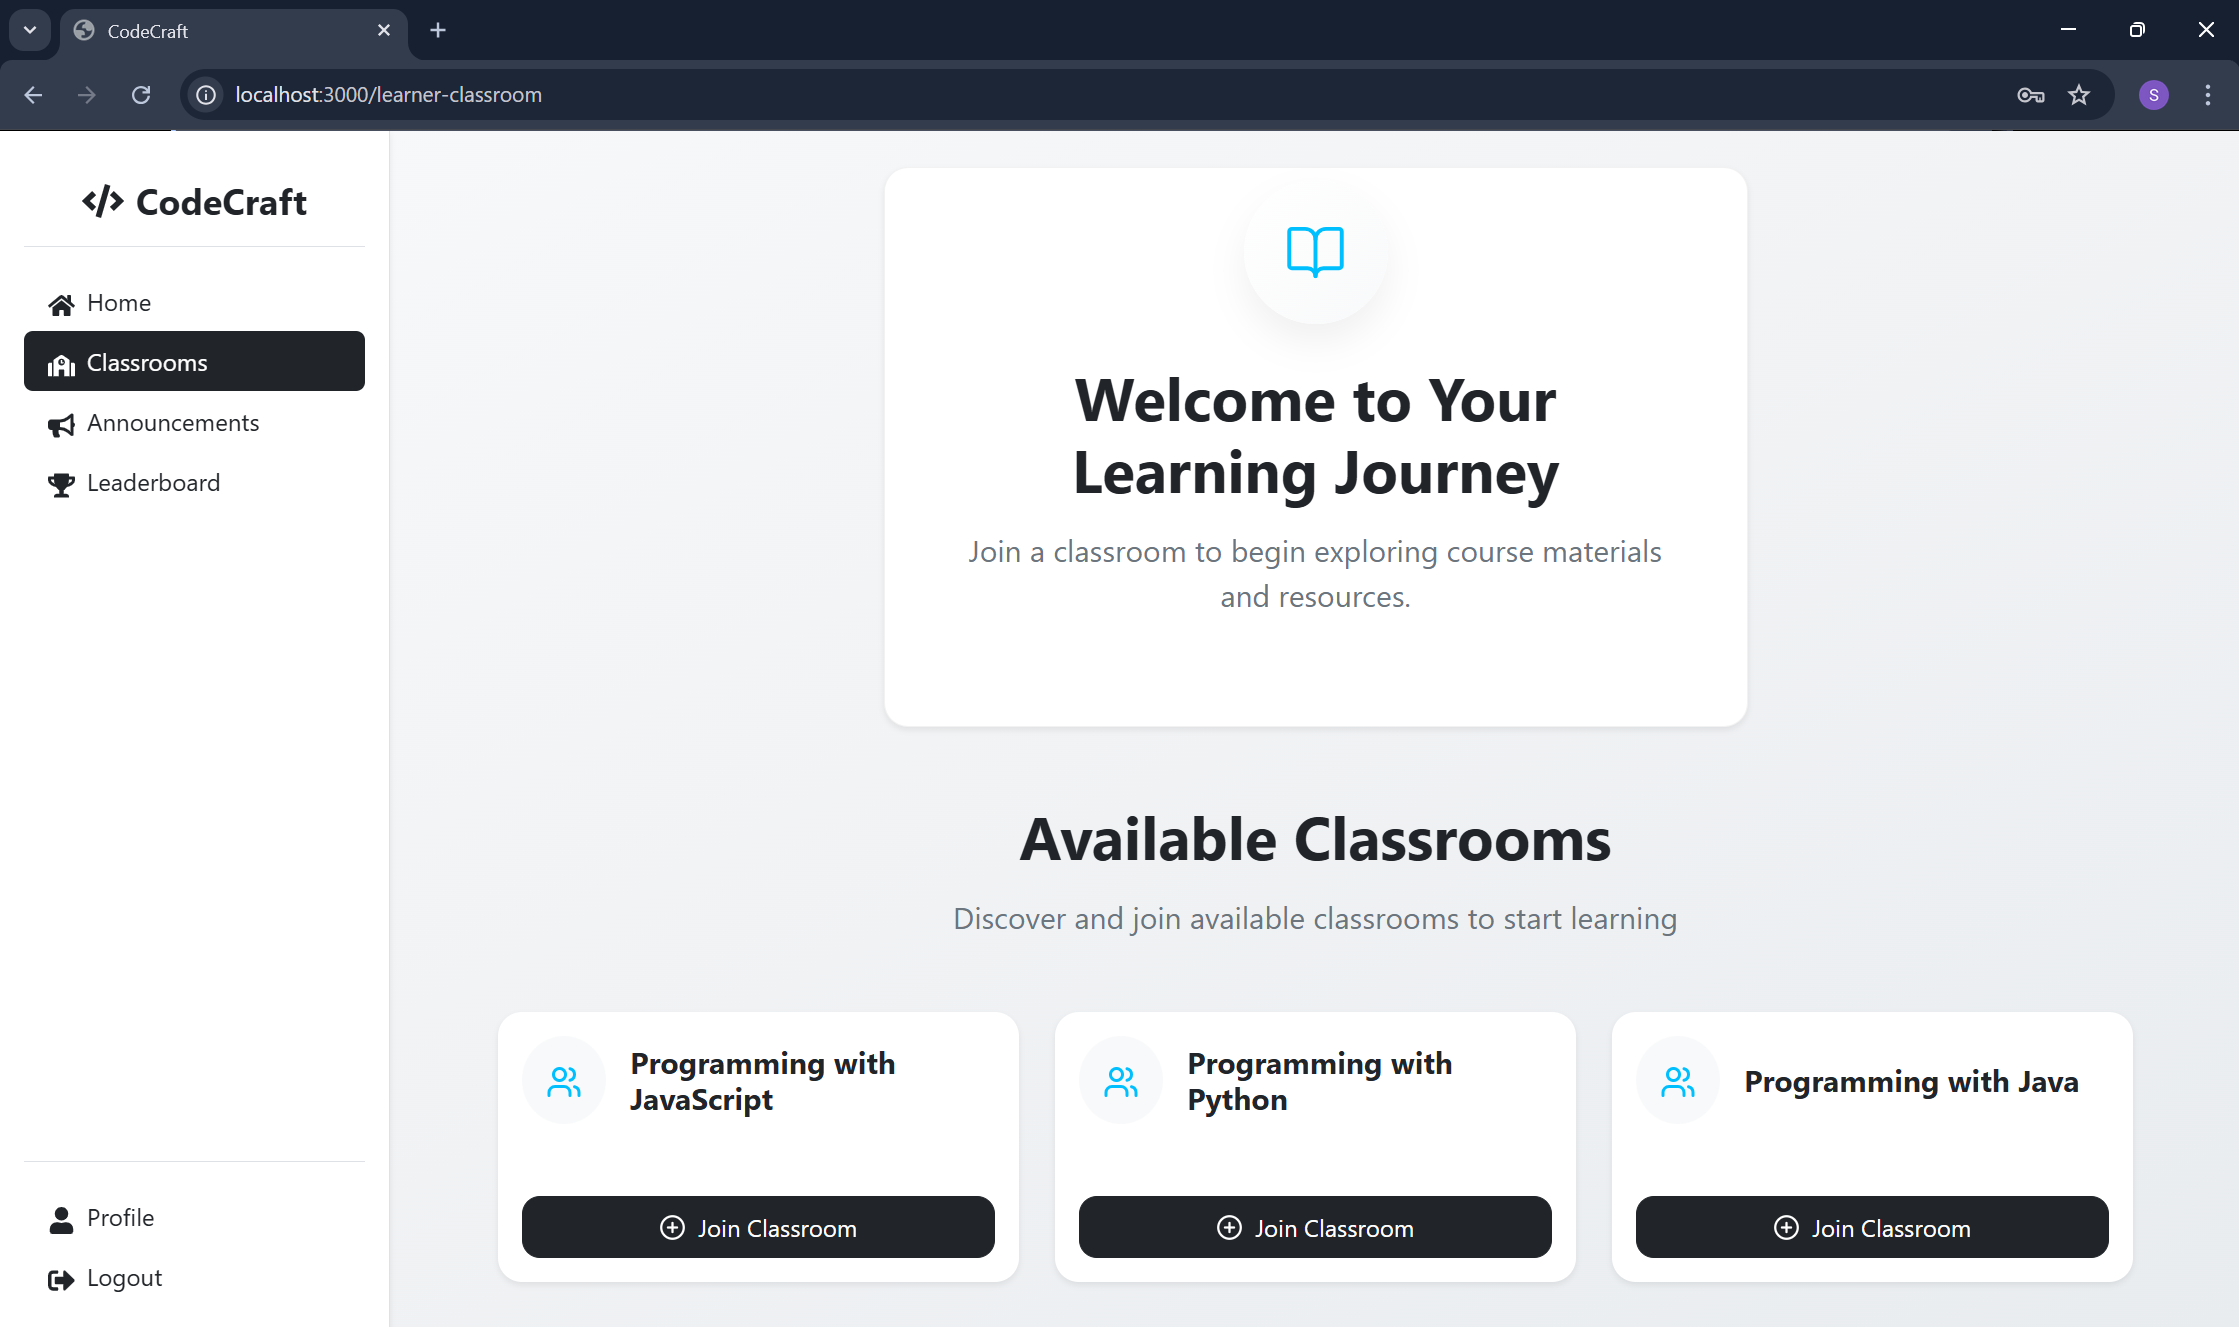 CodeCraft
localhost:3000/learner-classroom
S
CodeCraft
Home
Classrooms
Announcements
Leaderboard
Profile
Logout
Welcome to Your
Learning Journey
Join a classroom to begin exploring course materials
and resources.
Available Classrooms
Discover and join available classrooms to start learning
Programming with
JavaScript
Join Classroom
Programming with
Python
Join Classroom
Programming with Java
Join Classroom